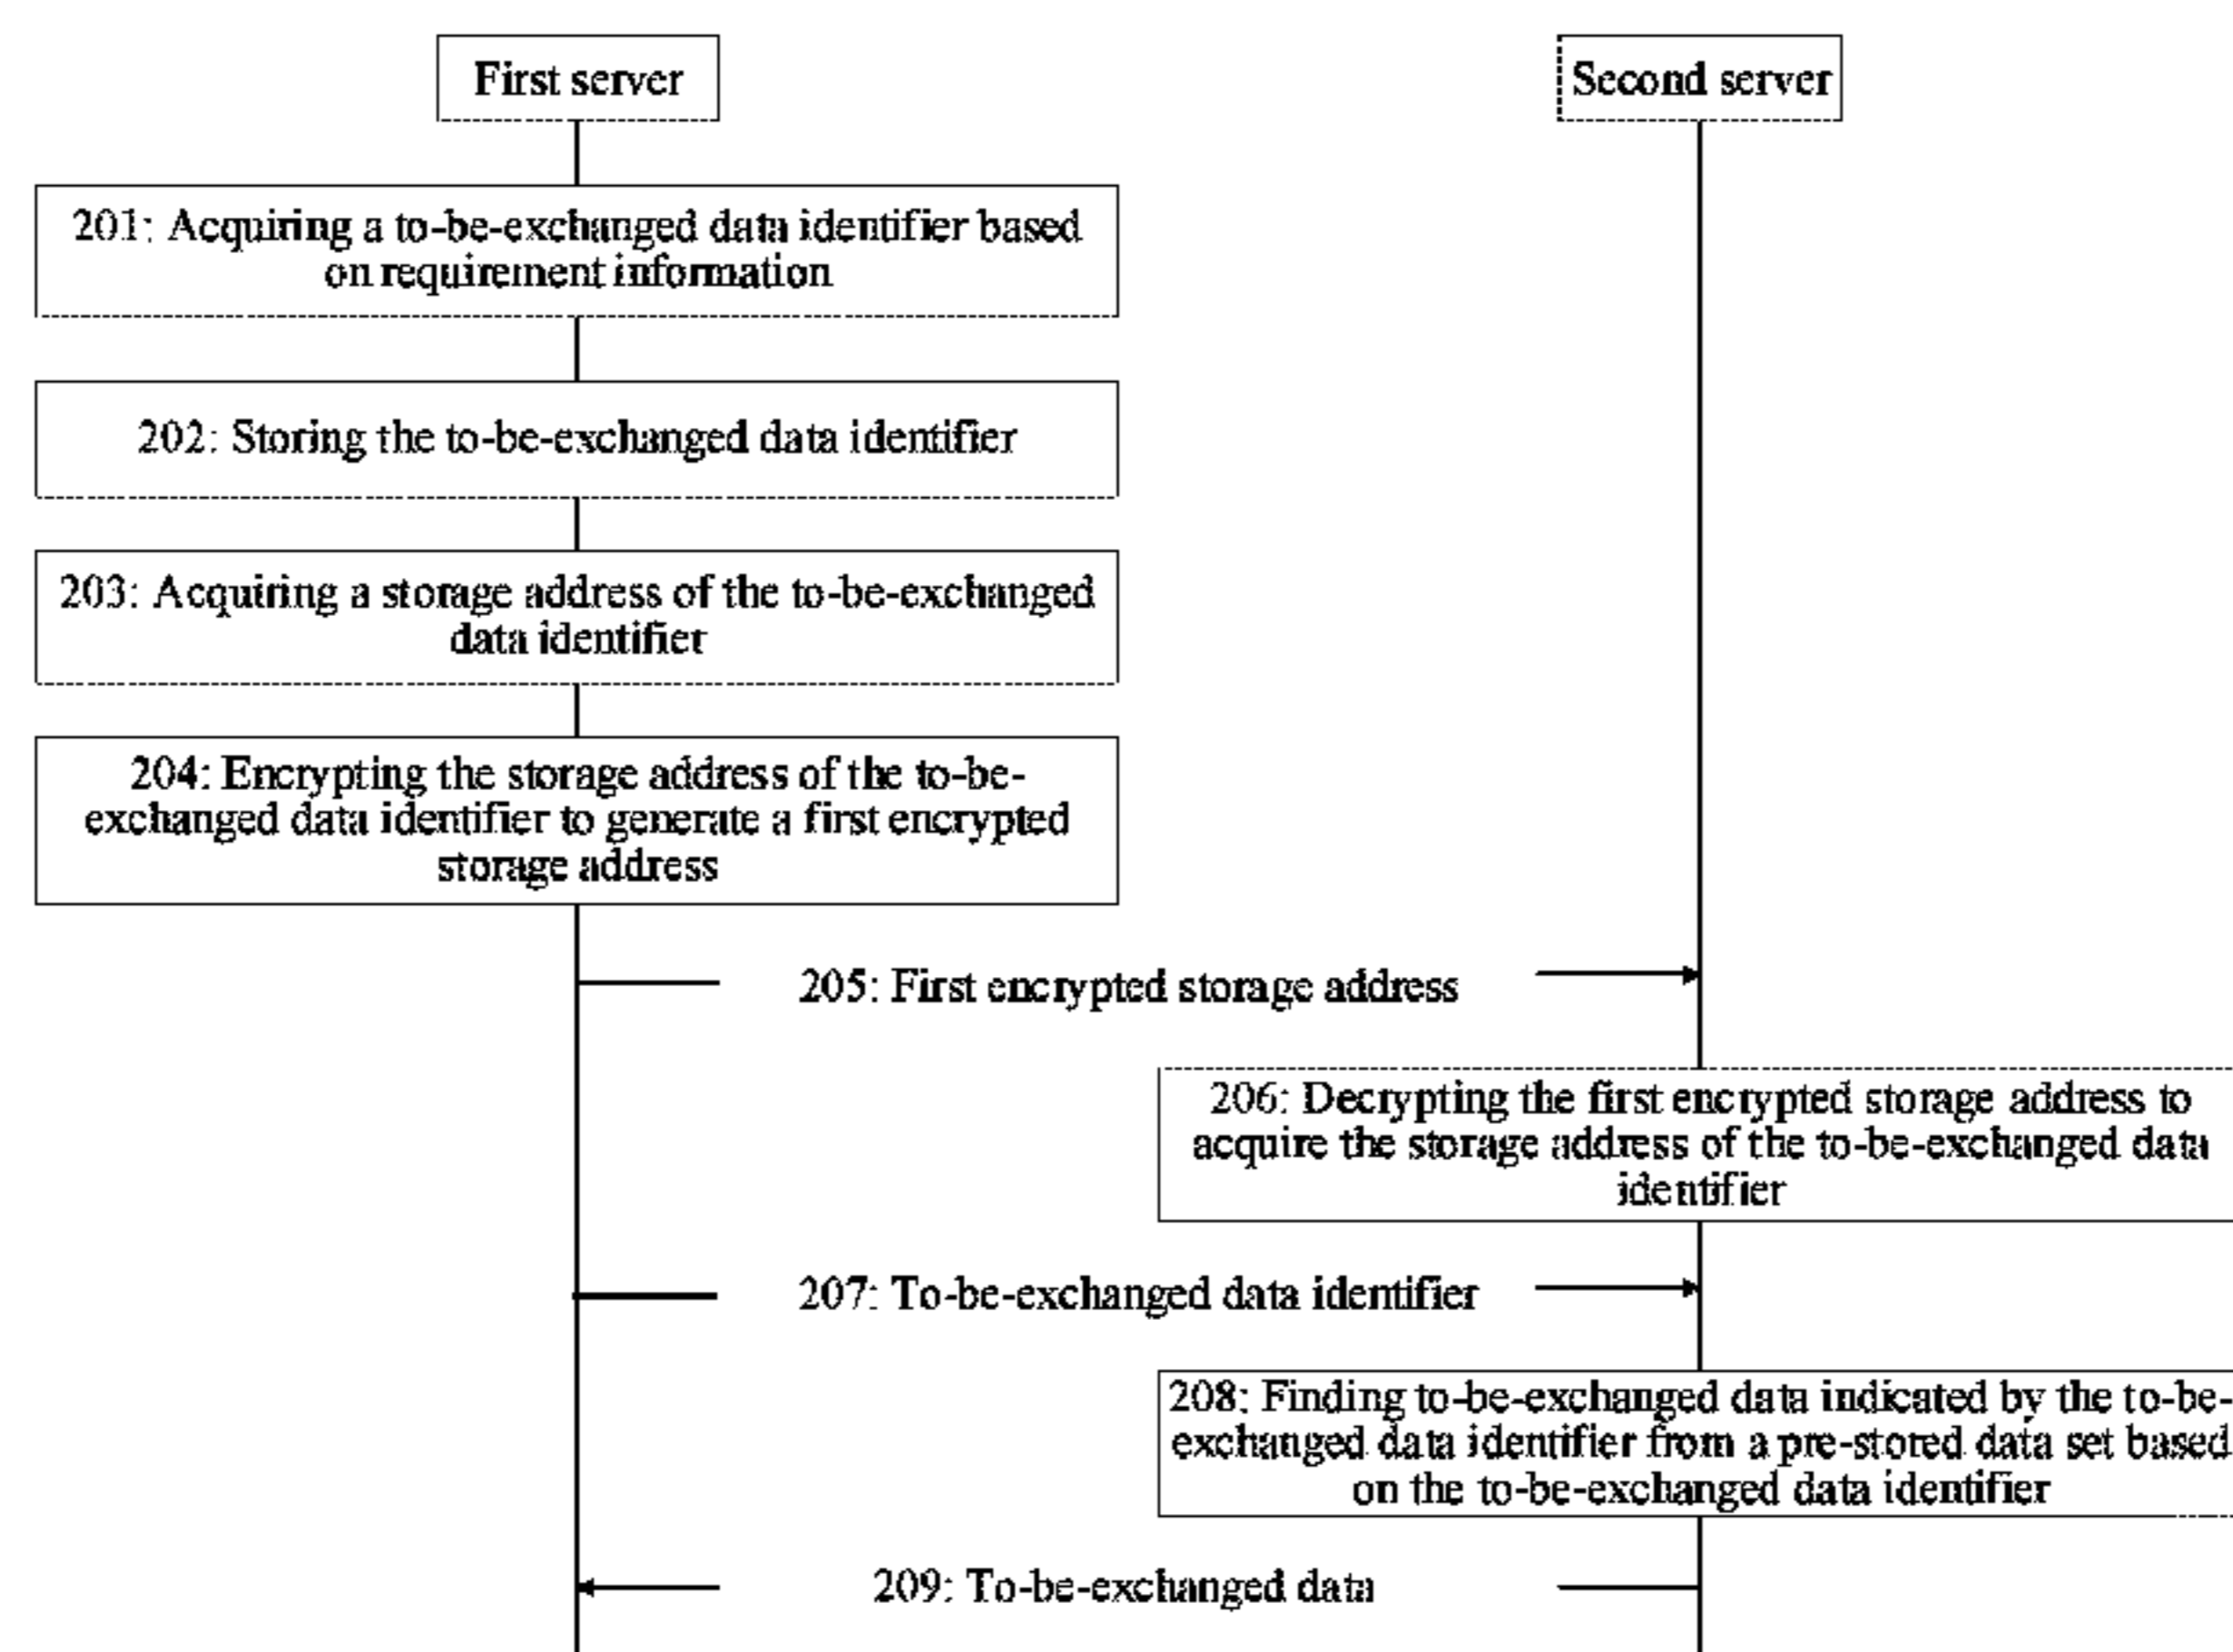 First server
Second server
201: Acquiring a to-be-exchanged data identifier based
on requirement information
202: Storing the to-be-exchanged data identifier
203: Acquiring a storage address of the to-be-exchanged
data identifier
204: Encrypting the storage address of the to-be-
exchanged data identifier to generate a first encrypted
storage address
205: First encrypted storage address
206: Decrypting the first encrypted storage address to
acquire the storage address of the to-be-exchanged data
identifier
207: To-be-exchanged data identifier
208: Finding to-be-exchanged data indicated by the to-be-
exchanged data identifier from a pre-stored data set based
on the to-be-exchanged data identifier
209: To-be-exchanged data